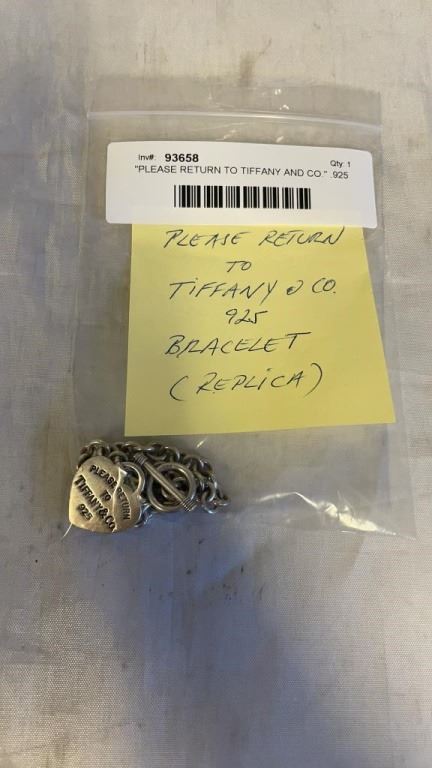 Inv#: 93658 Qty: 1
"PLEASE RETURN TO TIFFANY AND CO." .925
PLEASE RETURN
TO
TIFFANY & CO.
925
BRACELET
(REPLICA)
PLEASE RETURN
TO
TIFFANY & CO.
925